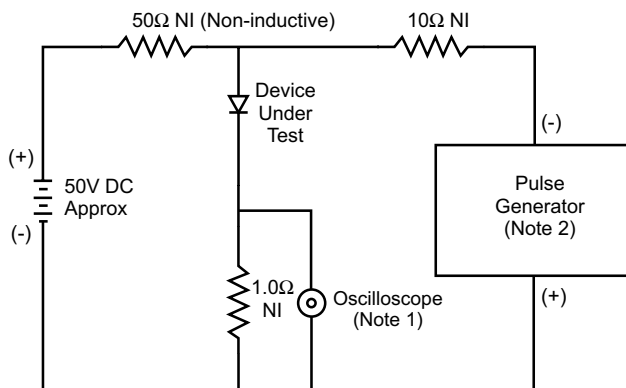 50Ω NI (Non-inductive)
10Ω NI
Device
Under
Test
(+)
50V DC
Approx
(-)
(-)
Pulse
Generator
(Note 2)
(+)
1.0Ω
NI
Oscilloscope
(Note 1)